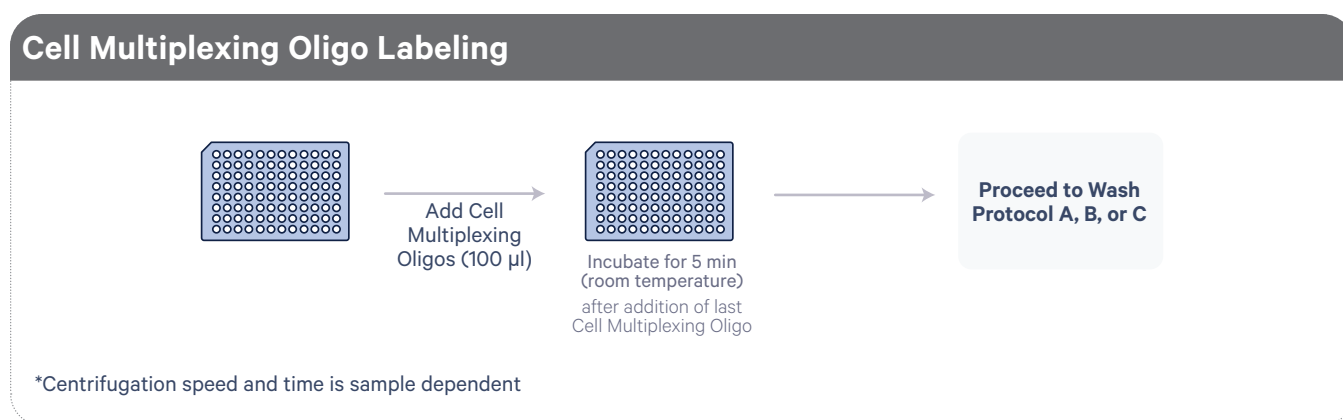 Cell Multiplexing Oligo Labeling
Add Cell
Multiplexing
Oligos (100 µl)
Incubate for 5 min
(room temperature)
after addition of last
Cell Multiplexing Oligo
Proceed to Wash
Protocol A, B, or C
*Centrifugation speed and time is sample dependent